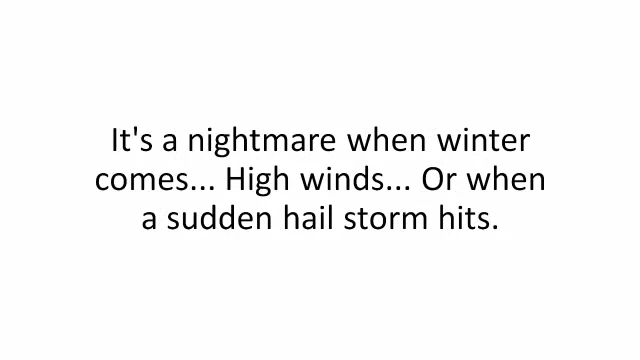 It's a nightmare when winter
comes... High winds... Or when
a sudden hail storm hits.